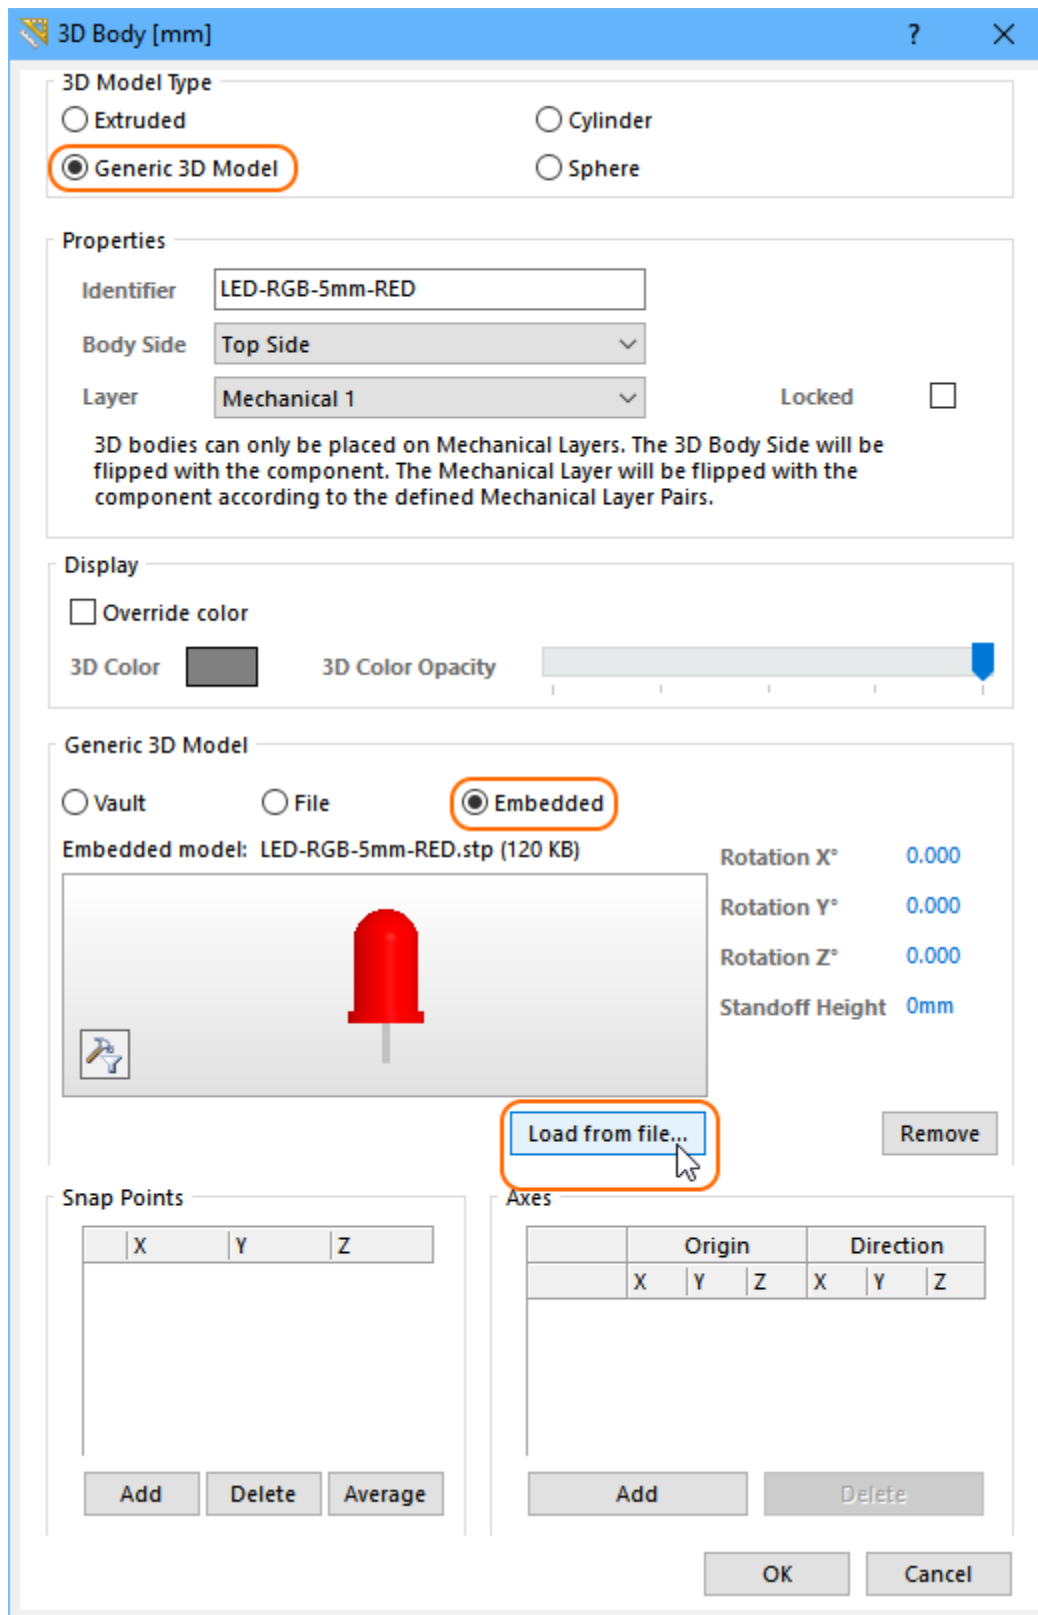 3D Body [mm]
?
3D Model Type
Extruded
Cylinder
Generic 3D Model
Sphere
Properties
Identifier
LED-RGB-5mm-RED
Body Side
Top Side
Layer
Mechanical 1
Locked
3D bodies can only be placed on Mechanical Layers. The 3D Body Side will be
flipped with the component. The Mechanical Layer will be flipped with the
component according to the defined Mechanical Layer Pairs.
Display
Override color
3D Color
3D Color Opacity
Generic 3D Model
Vault
File
Embedded
Embedded model: LED-RGB-5mm-RED.stp (120 KB)
Rotation X° 0.000
Rotation Y° 0.000
Rotation Z° 0.000
Standoff Height 0mm
Load from file...
Remove
Snap Points
X Y Z
Add Delete Average
Axes
Origin Direction
X Y Z X Y Z
Add Delete
OK Cancel